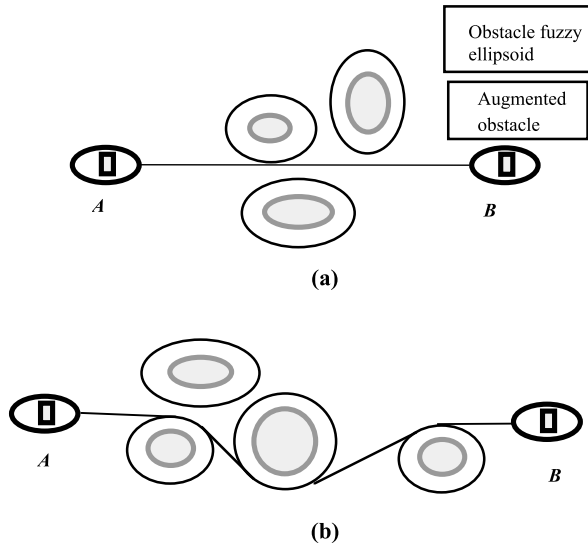 Obstacle fuzzy
ellipsoid
Augmented
obstacle
A
B
(a)
A
B
(b)